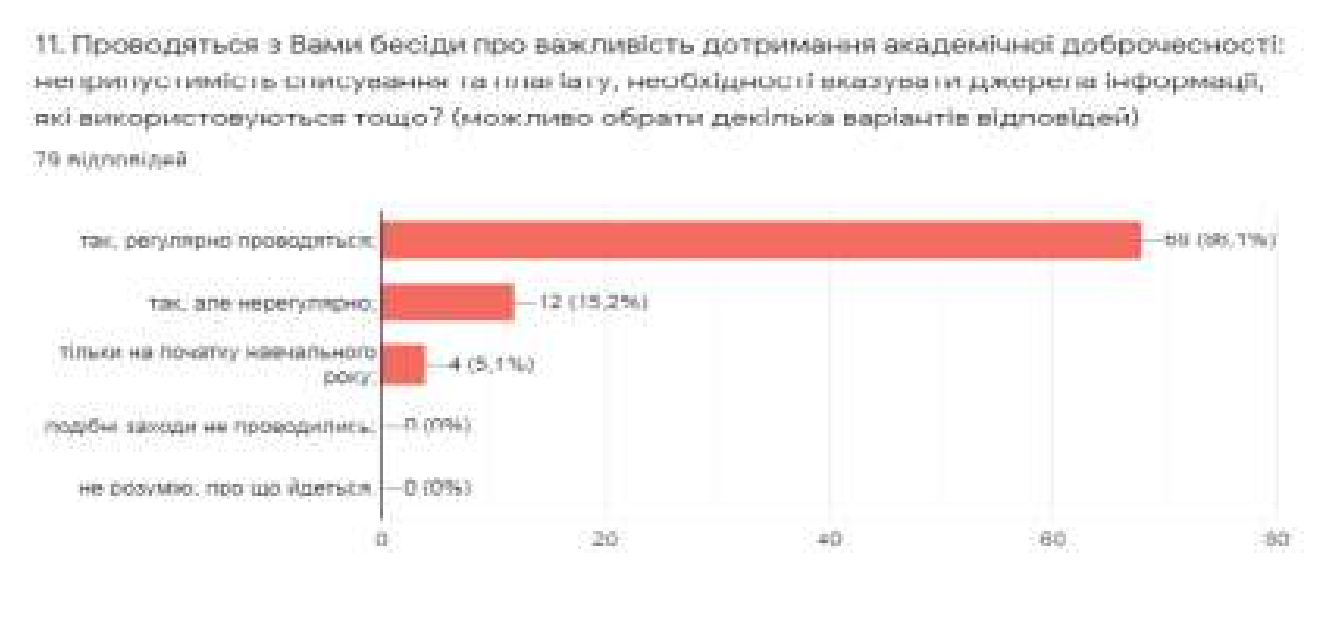 11. Проводяться з Вами бесіди про важливість дотримання академічної доброчесності:
неприпустимість списування та плагіату, необхідності вказувати джерела інформації,
які використовуються тощо? (можливо обрати декілька варіантів відповідей)
79 відповідей
так, регулярно проводяться;
68 (86,1%)
так, але нерегулярно;
12 (15,2%)
тільки на початку навчального
року;
4 (5,1%)
подібні заходи не проводились;
0 (0%)
не розумію, про що йдеться
0 (0%)
0
20
40
60
80